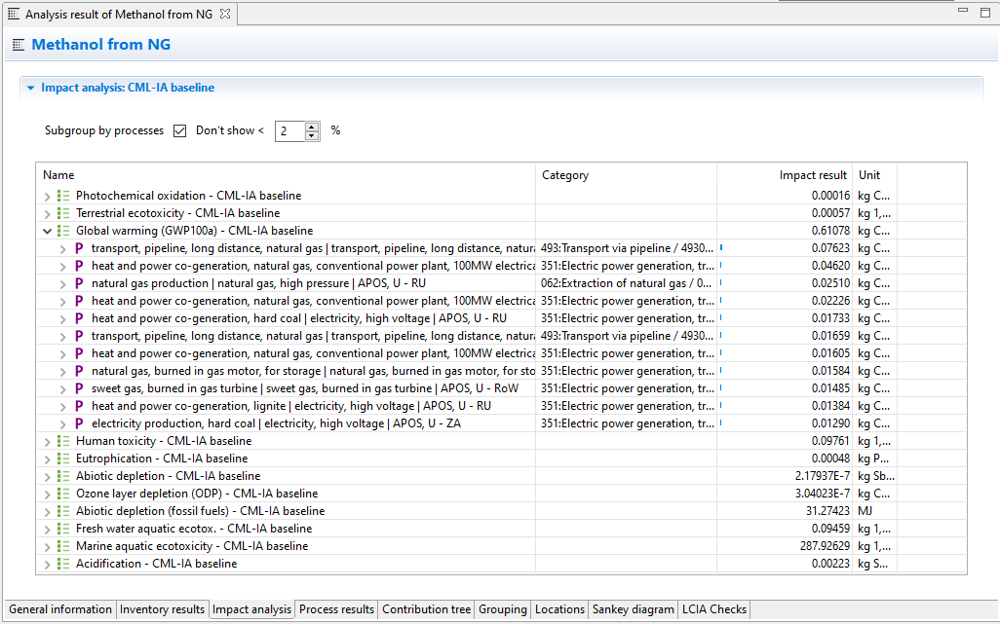 Analysis result of Methanol from NG
Methanol from NG
Impact analysis: CML-IA baseline
Subgroup by processes Don't show < 2 %
Name Category Impact result Unit
Photochemical oxidation - CML-IA baseline 0.00016 kg C...
Terrestrial ecotoxicity - CML-IA baseline 0.00057 kg 1,...
Global warming (GWP100a) - CML-IA baseline 0.61078 kg C...
P transport, pipeline, long distance, natural gas | transport, pipeline, long distance, natura 493:Transport via pipeline / 4930... 0.07623 kg C...
P heat and power co-generation, natural gas, conventional power plant, 100MW electrica 351:Electric power generation, tr... 0.04620 kg C...
P natural gas production | natural gas, high pressure | APOS, U - RU 062:Extraction of natural gas / 0... 0.02510 kg C...
P heat and power co-generation, natural gas, conventional power plant, 100MW electrica 351:Electric power generation, tr... 0.02226 kg C...
P heat and power co-generation, hard coal | electricity, high voltage | APOS, U - RU 351:Electric power generation, tr... 0.01733 kg C...
P transport, pipeline, long distance, natural gas | transport, pipeline, long distance, natura 493:Transport via pipeline / 4930... 0.01659 kg C...
P heat and power co-generation, natural gas, conventional power plant, 100MW electrica 351:Electric power generation, tr... 0.01605 kg C...
P natural gas, burned in gas motor, for storage | natural gas, burned in gas motor, for sto 351:Electric power generation, tr... 0.01584 kg C...
P sweet gas, burned in gas turbine | sweet gas, burned in gas turbine | APOS, U - RoW 351:Electric power generation, tr... 0.01485 kg C...
P heat and power co-generation, lignite | electricity, high voltage | APOS, U - RU 351:Electric power generation, tr... 0.01384 kg C...
P electricity production, hard coal | electricity, high voltage | APOS, U - ZA 351:Electric power generation, tr... 0.01290 kg C...
Human toxicity - CML-IA baseline 0.09761 kg 1,...
Eutrophication - CML-IA baseline 0.00048 kg P...
Abiotic depletion - CML-IA baseline 2.17937E-7 kg Sb...
Ozone layer depletion (ODP) - CML-IA baseline 3.04023E-7 kg C...
Abiotic depletion (fossil fuels) - CML-IA baseline 31.27423 MJ
Fresh water aquatic ecotox. - CML-IA baseline 0.09459 kg 1,...
Marine aquatic ecotoxicity - CML-IA baseline 287.92629 kg 1,...
Acidification - CML-IA baseline 0.00223 kg S...
General information Inventory results Impact analysis Process results Contribution tree Grouping Locations Sankey diagram LCIA Checks